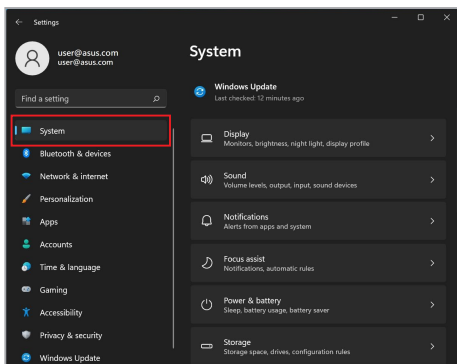 Settings
user@asus.com
user@asus.com
Find a setting
System
Bluetooth & devices
Network & internet
Personalization
Apps
Accounts
Time & language
Gaming
Accessibility
Privacy & security
Windows Update
System
Windows Update
Last checked: 12 minutes ago
Display
Monitors, brightness, night light, display profile
Sound
Volume levels, output, input, sound devices
Notifications
Alerts from apps and system
Focus assist
Notifications, automatic rules
Power & battery
Sleep, battery usage, battery saver
Storage
Storage space, drives, configuration rules